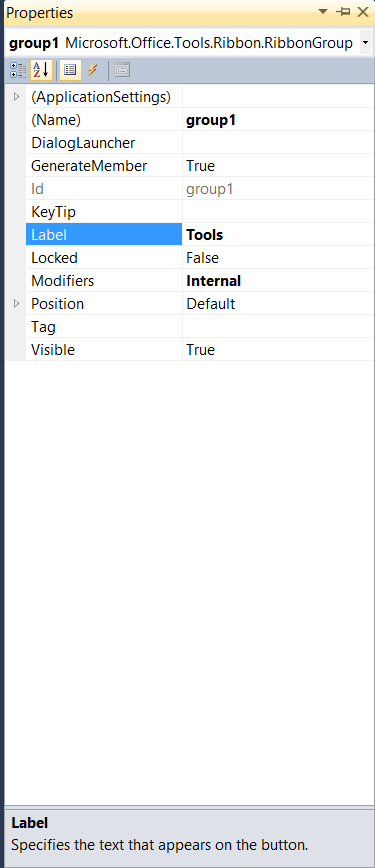 Properties
group1 Microsoft.Office.Tools.Ribbon.RibbonGroup
A
Z
(ApplicationSettings)
(Name) group1
DialogLauncher
GenerateMember True
Id group1
KeyTip
Label Tools
Locked False
Modifiers Internal
Position Default
Tag
Visible True
Label
Specifies the text that appears on the button.